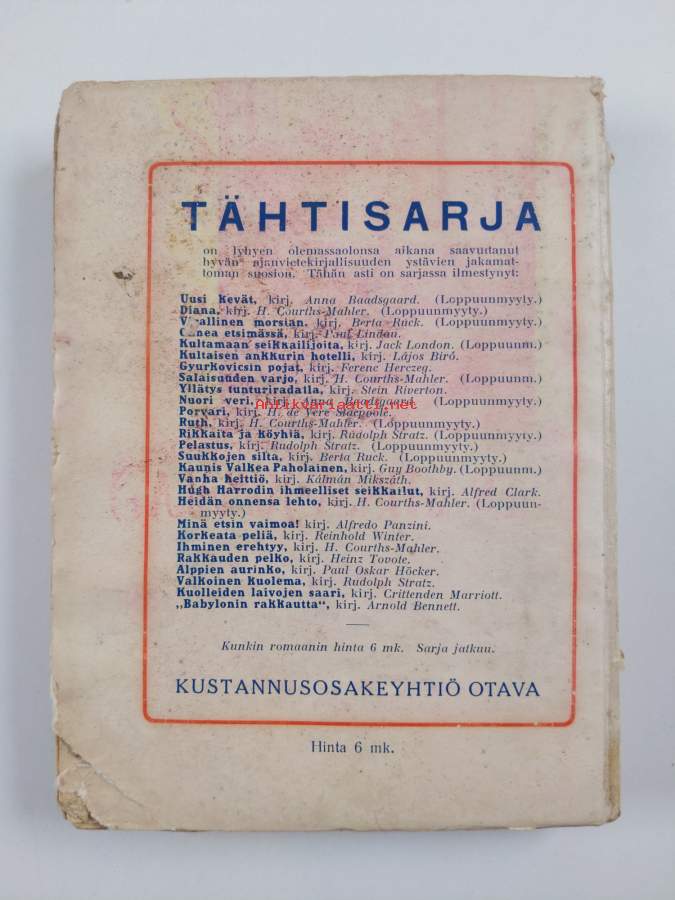 TÄHTISARJA
on lyhyen olemassaolonsa aikana saavuttanut
hyvän ajanvietekirjallisuuden ystävien jakamat-
toman suosion. Tähän asti on sarjassa ilmestynyt:
Uusi kevät, kirj. Anna Baadsgaard. (Loppuunmyyty.)
Diana, kirj. H. Courths-Mahler. (Loppuunmyyty.)
morsian, kirj. Berta Ruck. (Loppuunmyyty.)
Onnea etsimässä, kirj. Paul Lindau.
Kultamaan seikkailijoita, kirj. Jack London. (Loppuunm.)
Kultaisen ankkurin hotelli, kirj. Lájos Biró.
Gyurkovicsin pojat, kirj. Ferenc Herczeg.
Salaisuuden varjo, kirj. H. Courths-Mahler. (Loppuunm.)
Yllätys tunturiradalla, kirj. Stein Riverton.
Nuori veri, kirj. Anna Baadsgaard. (Loppuunmyyty.)
Antikvariaatti.net
Porvari, kirj. H. de Vere Stacpoole.
Ruth, kirj. H. Courths-Mahler. (Loppuunmyyty.)
Rikkaita ja köyhiä, kirj. Rudolph Stratz. (Loppuunmyyty.)
Pelastus, kirj. Rudolph Stratz. (Loppuunmyyty.)
Suukkojen silta, kirj. Berta Ruck. (Loppuunmyyty.)
Kaunis Valkea Paholainen, kirj. Guy Boothby. (Loppuunm.)
Vanha keittiö, kirj. Kálmán Mikszáth.
Hugh Harrodin ihmeelliset seikkailut, kirj. Alfred Clark.
Heidän onnensa lehto, kirj. H. Courths-Mahler. (Loppuun-
myyty.)
Minä etsin vaimoa! kirj. Alfredo Panzini.
Korkeata peliä, kirj. Reinhold Winter.
Ihminen erehtyy, kirj. H. Courths-Mahler.
Rakkauden pelko, kirj. Heinz Tovote.
Alppien aurinko, kirj. Paul Oskar Höcker.
Valkoinen kuolema, kirj. Rudolph Stratz.
Kuolleiden laivojen saari, kirj. Crittenden Marriott.
„Babylonin rakkautta", kirj. Arnold Bennett.
Kunkin romaanin hinta 6 mk. Sarja jatkuu.
KUSTANNUSOSAKEYHTIÖ OTAVA
Hinta 6 mk.